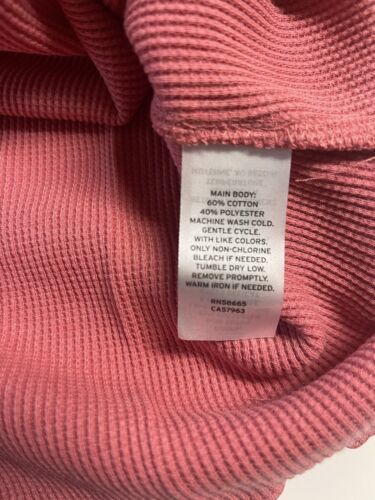 MAIN BODY:
60% COTTON
40% POLYESTER
MACHINE WASH COLD.
GENTLE CYCLE.
WITH LIKE COLORS.
ONLY NON-CHLORINE
BLEACH IF NEEDED.
TUMBLE DRY LOW.
REMOVE PROMPTLY.
WARM IRON IF NEEDED.
RN58665
CA57963